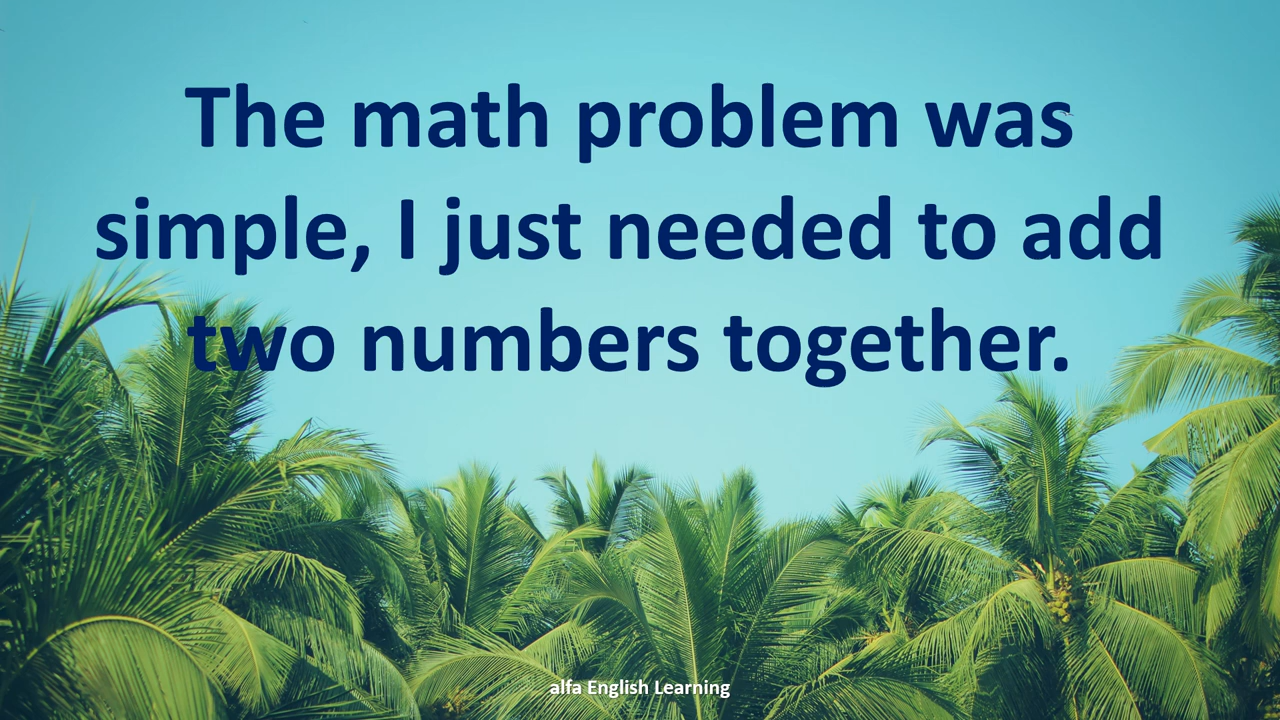 The math problem was
simple, I just needed to add
two numbers together.
alfa English Learning